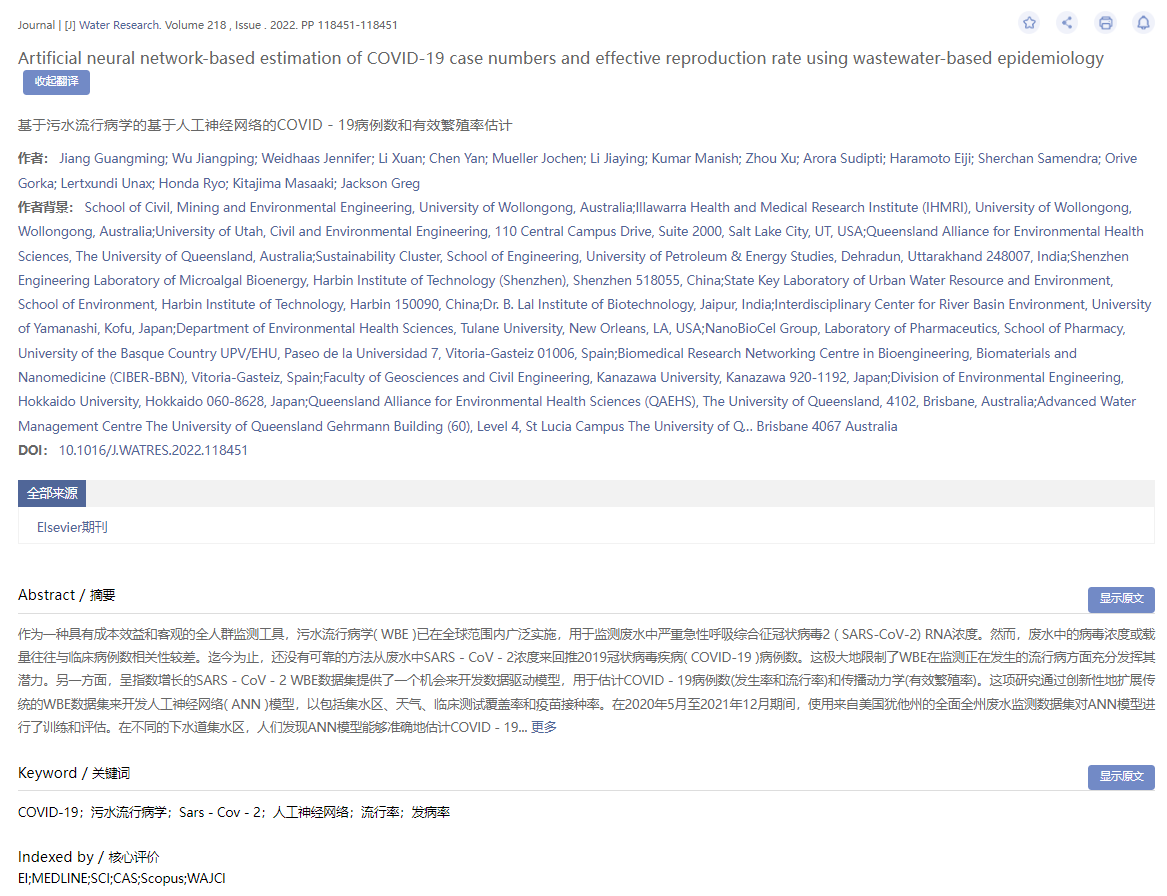 Journal | [J] Water Research. Volume 218 , Issue . 2022. PP 118451-118451
Artificial neural network-based estimation of COVID-19 case numbers and effective reproduction rate using wastewater-based epidemiology
收起翻译
基于污水流行病学的基于人工神经网络的COVID - 19病例数和有效繁殖率估计
作者： Jiang Guangming; Wu Jiangping; Weidhaas Jennifer; Li Xuan; Chen Yan; Mueller Jochen; Li Jiaying; Kumar Manish; Zhou Xu; Arora Sudipti; Haramoto Eiji; Sherchan Samendra; Orive
Gorka; Lertxundi Unax; Honda Ryo; Kitajima Masaaki; Jackson Greg
作者背景： School of Civil, Mining and Environmental Engineering, University of Wollongong, Australia;Illawarra Health and Medical Research Institute (IHMRI), University of Wollongong,
Wollongong, Australia;University of Utah, Civil and Environmental Engineering, 110 Central Campus Drive, Suite 2000, Salt Lake City, UT, USA;Queensland Alliance for Environmental Health
Sciences, The University of Queensland, Australia;Sustainability Cluster, School of Engineering, University of Petroleum & Energy Studies, Dehradun, Uttarakhand 248007, India;Shenzhen
Engineering Laboratory of Microalgal Bioenergy, Harbin Institute of Technology (Shenzhen), Shenzhen 518055, China;State Key Laboratory of Urban Water Resource and Environment,
School of Environment, Harbin Institute of Technology, Harbin 150090, China;Dr. B. Lal Institute of Biotechnology, Jaipur, India;Interdisciplinary Center for River Basin Environment, University
of Yamanashi, Kofu, Japan;Department of Environmental Health Sciences, Tulane University, New Orleans, LA, USA;NanoBioCel Group, Laboratory of Pharmaceutics, School of Pharmacy,
University of the Basque Country UPV/EHU, Paseo de la Universidad 7, Vitoria-Gasteiz 01006, Spain;Biomedical Research Networking Centre in Bioengineering, Biomaterials and
Nanomedicine (CIBER-BBN), Vitoria-Gasteiz, Spain;Faculty of Geosciences and Civil Engineering, Kanazawa University, Kanazawa 920-1192, Japan;Division of Environmental Engineering,
Hokkaido University, Hokkaido 060-8628, Japan;Queensland Alliance for Environmental Health Sciences (QAEHS), The University of Queensland, 4102, Brisbane, Australia;Advanced Water
Management Centre The University of Queensland Gehrmann Building (60), Level 4, St Lucia Campus The University of Q... Brisbane 4067 Australia
DOI： 10.1016/J.WATRES.2022.118451
全部来源
Elsevier期刊
Abstract / 摘要
显示原文
作为一种具有成本效益和客观的全人群监测工具，污水流行病学( WBE )已在全球范围内广泛实施，用于监测废水中严重急性呼吸综合征冠状病毒2 ( SARS-CoV-2) RNA浓度。然而，废水中的病毒浓度或载
量往往与临床病例数相关性较差。迄今为止，还没有可靠的方法从废水中SARS - CoV - 2浓度来回推2019冠状病毒疾病( COVID-19 )病例数。这极大地限制了WBE在监测正在发生的流行病方面充分发挥其
潜力。另一方面，呈指数增长的SARS - CoV - 2 WBE数据集提供了一个机会来开发数据驱动模型，用于估计COVID - 19病例数(发生率和流行率)和传播动力学(有效繁殖率)。这项研究通过创新性地扩展传
统的WBE数据集来开发人工神经网络( ANN )模型，以包括集水区、天气、临床测试覆盖率和疫苗接种率。在2020年5月至2021年12月期间，使用来自美国犹他州的全面全州废水监测数据集对ANN模型进
行了训练和评估。在不同的下水道集水区，人们发现ANN模型能够准确地估计COVID - 19... 更多
Keyword / 关键词
显示原文
COVID-19；污水流行病学；Sars - Cov - 2；人工神经网络；流行率；发病率
Indexed by / 核心评价
EI;MEDLINE;SCI;CAS;Scopus;WAJCI